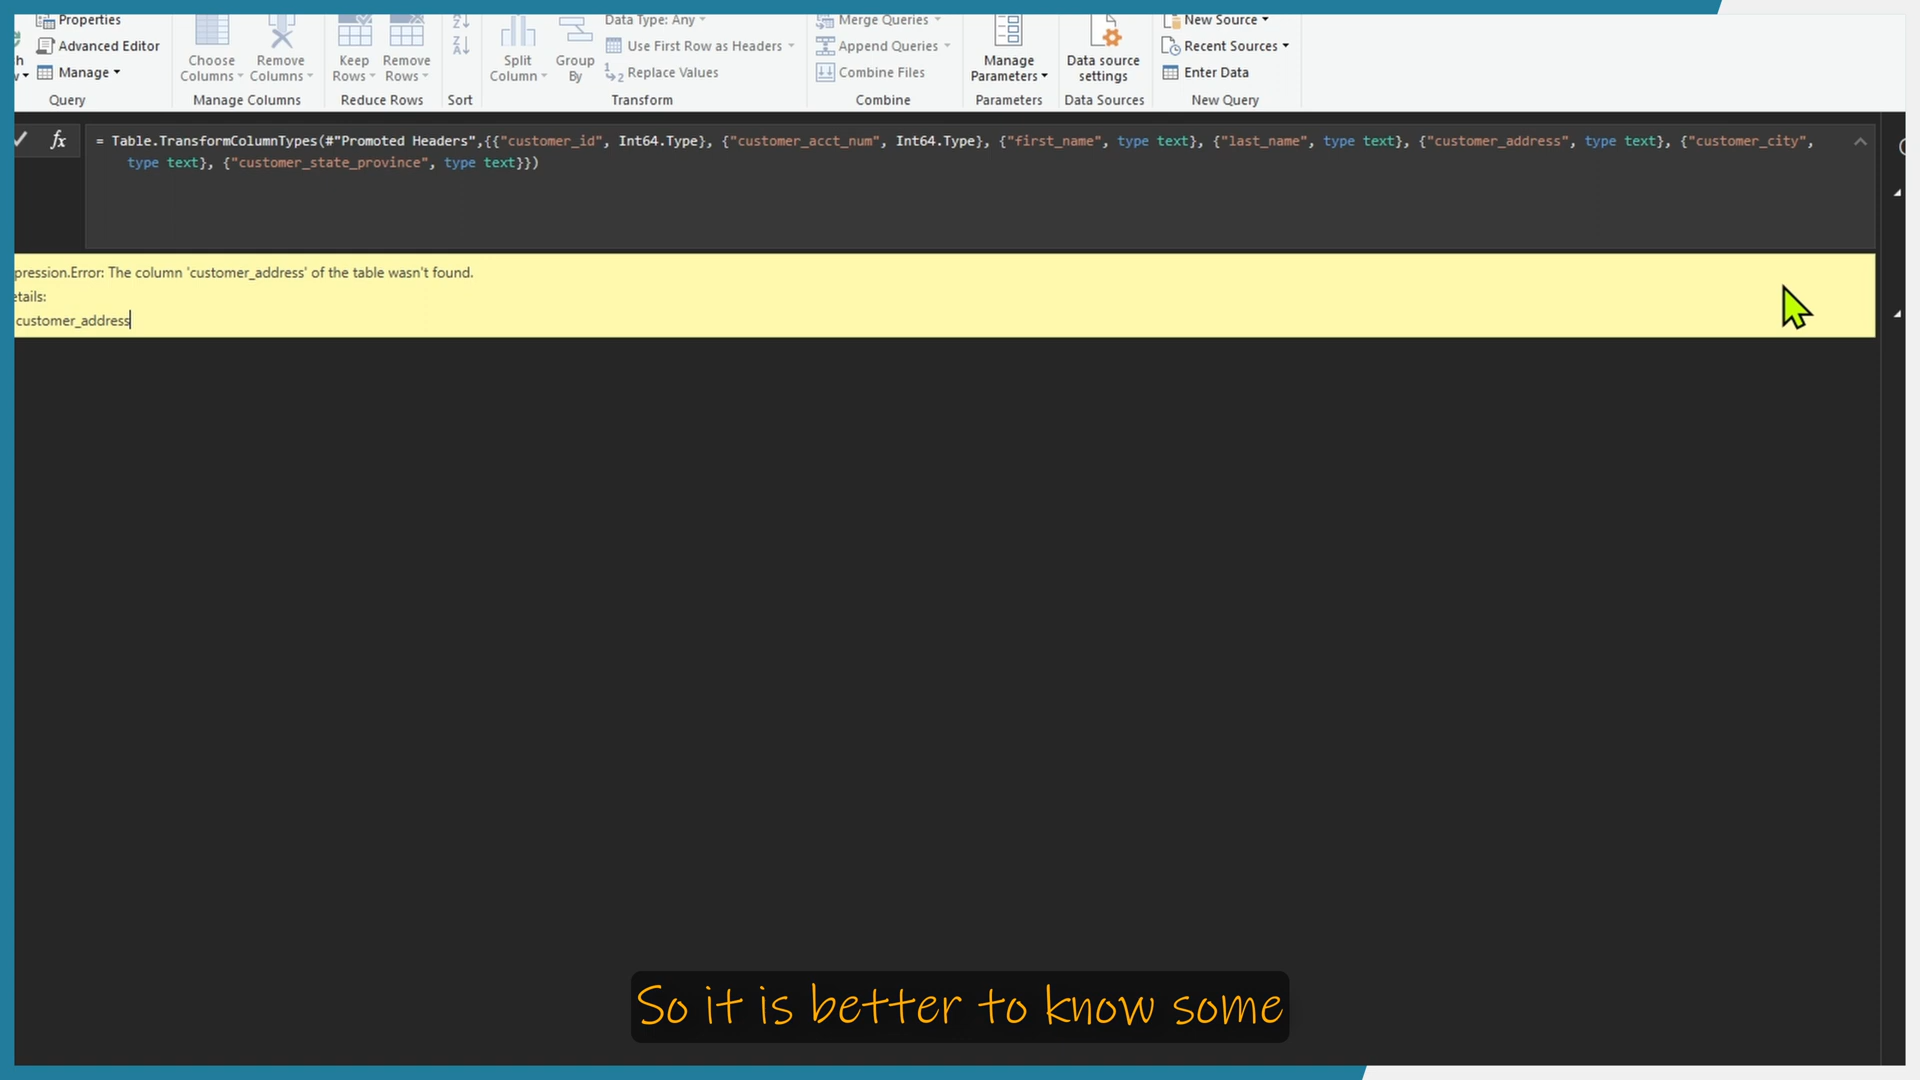 Properties
Advanced Editor
Manage
Query
Choose Columns
Remove Columns
Manage Columns
Keep Rows
Remove Rows
Reduce Rows
Sort
Split Column
Group By
Data Type: Any
Use First Row as Headers
Replace Values
Transform
Merge Queries
Append Queries
Combine Files
Combine
Manage Parameters
Parameters
Data source settings
Data Sources
New Source
Recent Sources
Enter Data
New Query
fx
= Table.TransformColumnTypes(#"Promoted Headers",{{"customer_id", Int64.Type}, {"customer_acct_num", Int64.Type}, {"first_name", type text}, {"last_name", type text}, {"customer_address", type text}, {"customer_city",
type text}, {"customer_state_province", type text}})
pression.Error: The column 'customer_address' of the table wasn't found.
etails:
customer_address
So it is better to know some